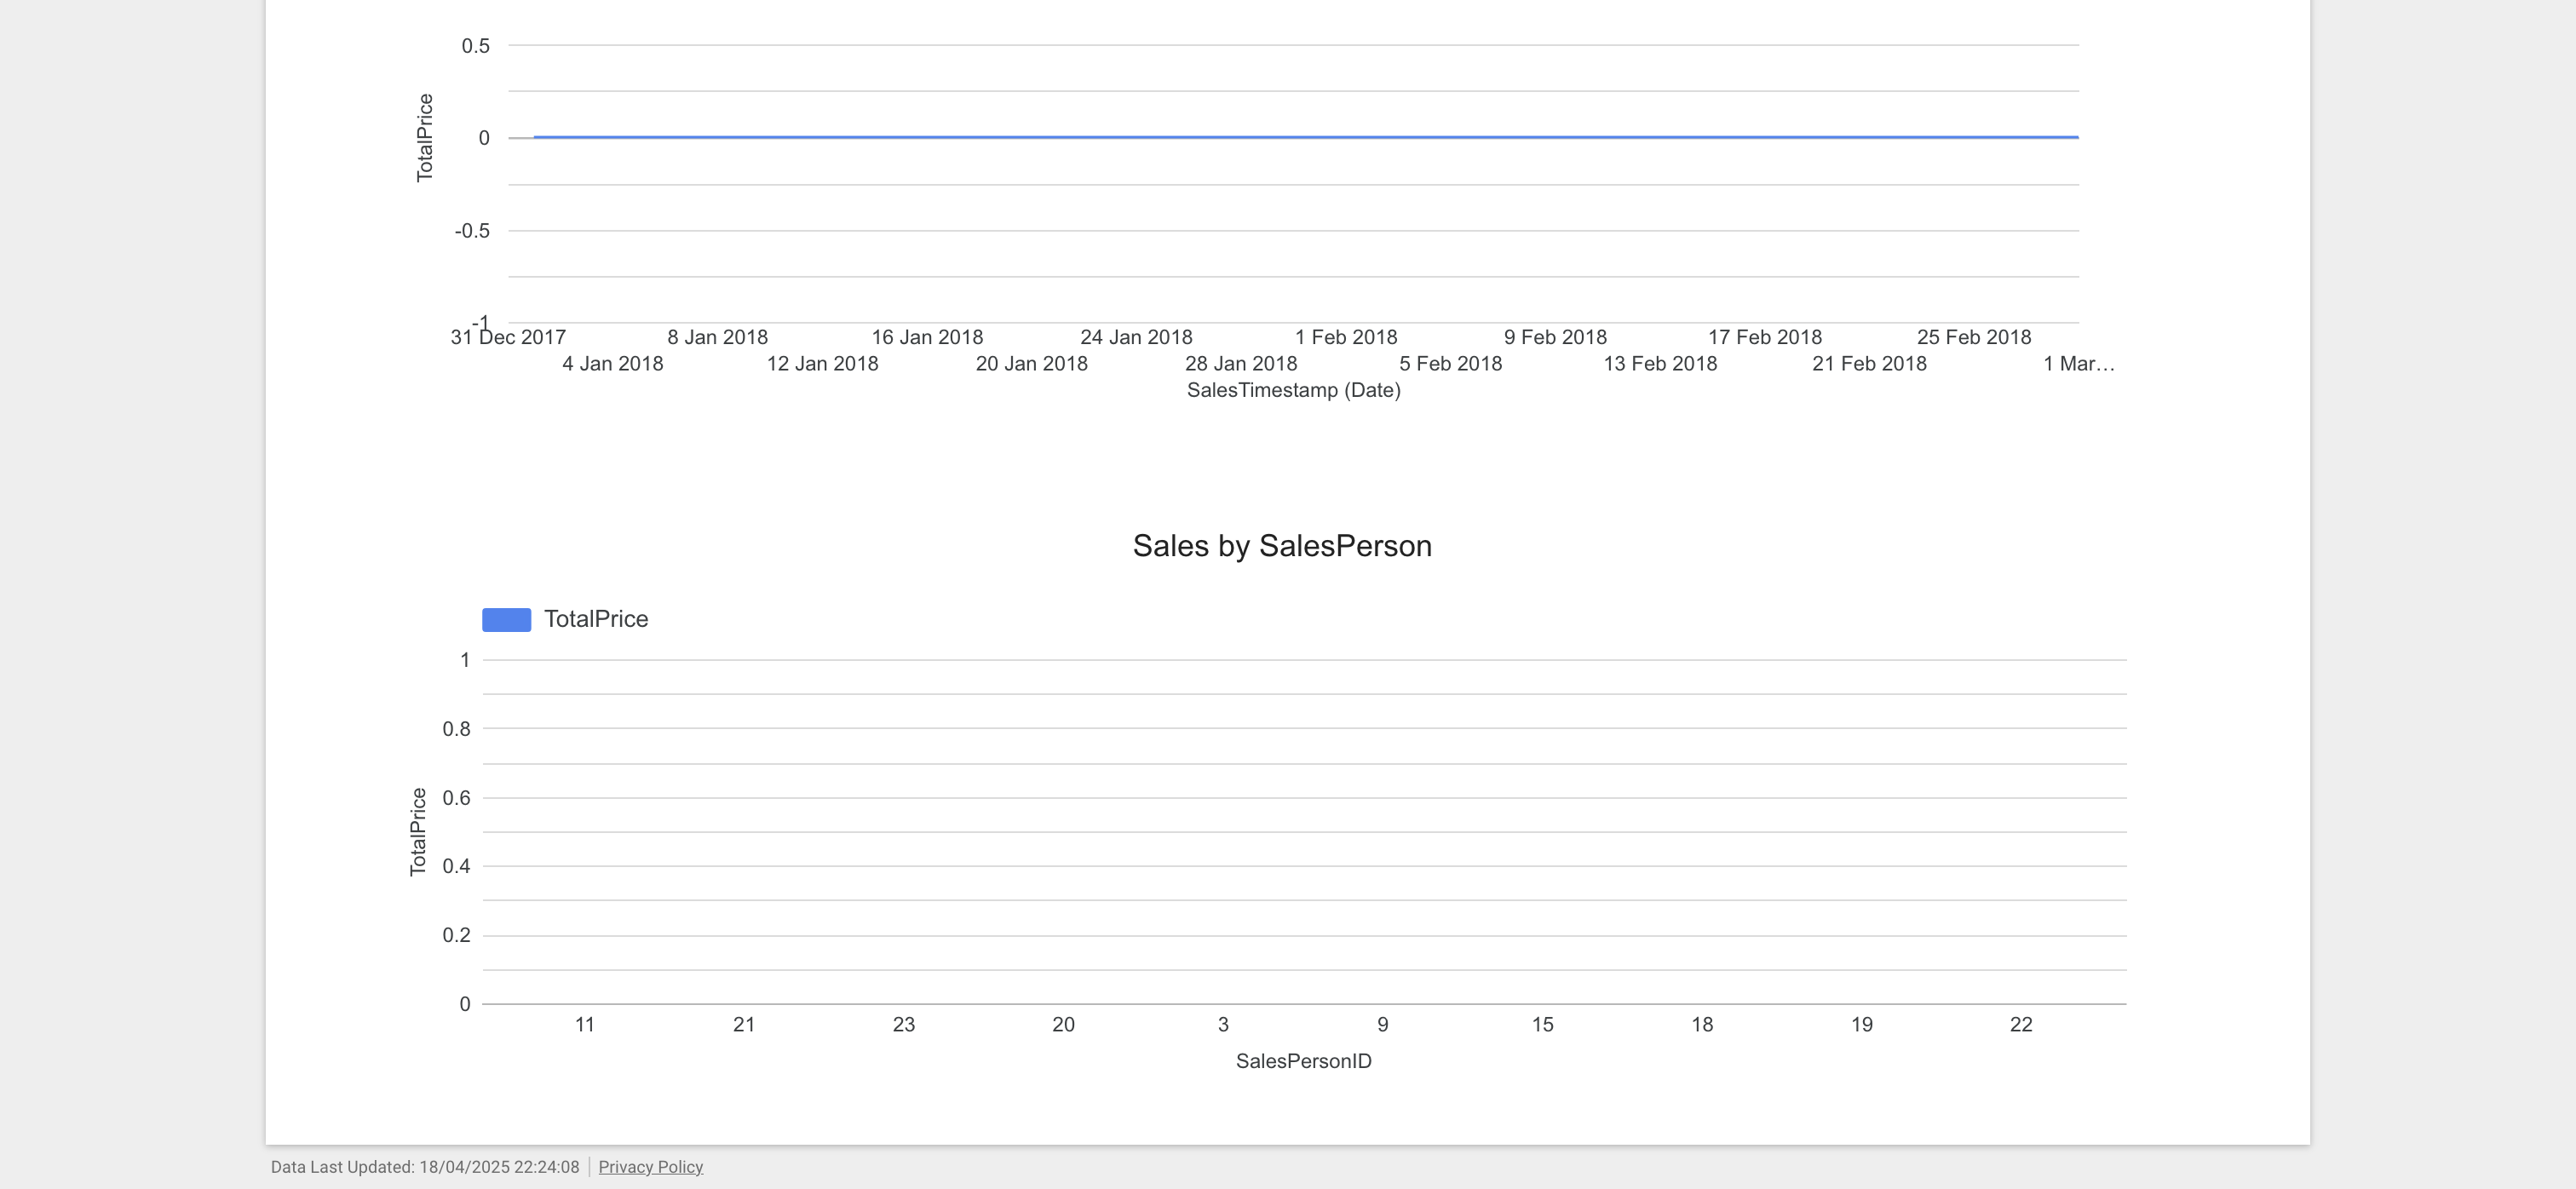 0.5
0
-0.5
-1
TotalPrice
31 Dec 2017 8 Jan 2018 16 Jan 2018 24 Jan 2018 1 Feb 2018 9 Feb 2018 17 Feb 2018 25 Feb 2018
4 Jan 2018 12 Jan 2018 20 Jan 2018 28 Jan 2018 5 Feb 2018 13 Feb 2018 21 Feb 2018 1 Mar…
SalesTimestamp (Date)
Sales by SalesPerson
TotalPrice
1
0.8
0.6
0.4
0.2
0
TotalPrice
11 21 23 20 3 9 15 18 19 22
SalesPersonID
Data Last Updated: 18/04/2025 22:24:08 Privacy Policy